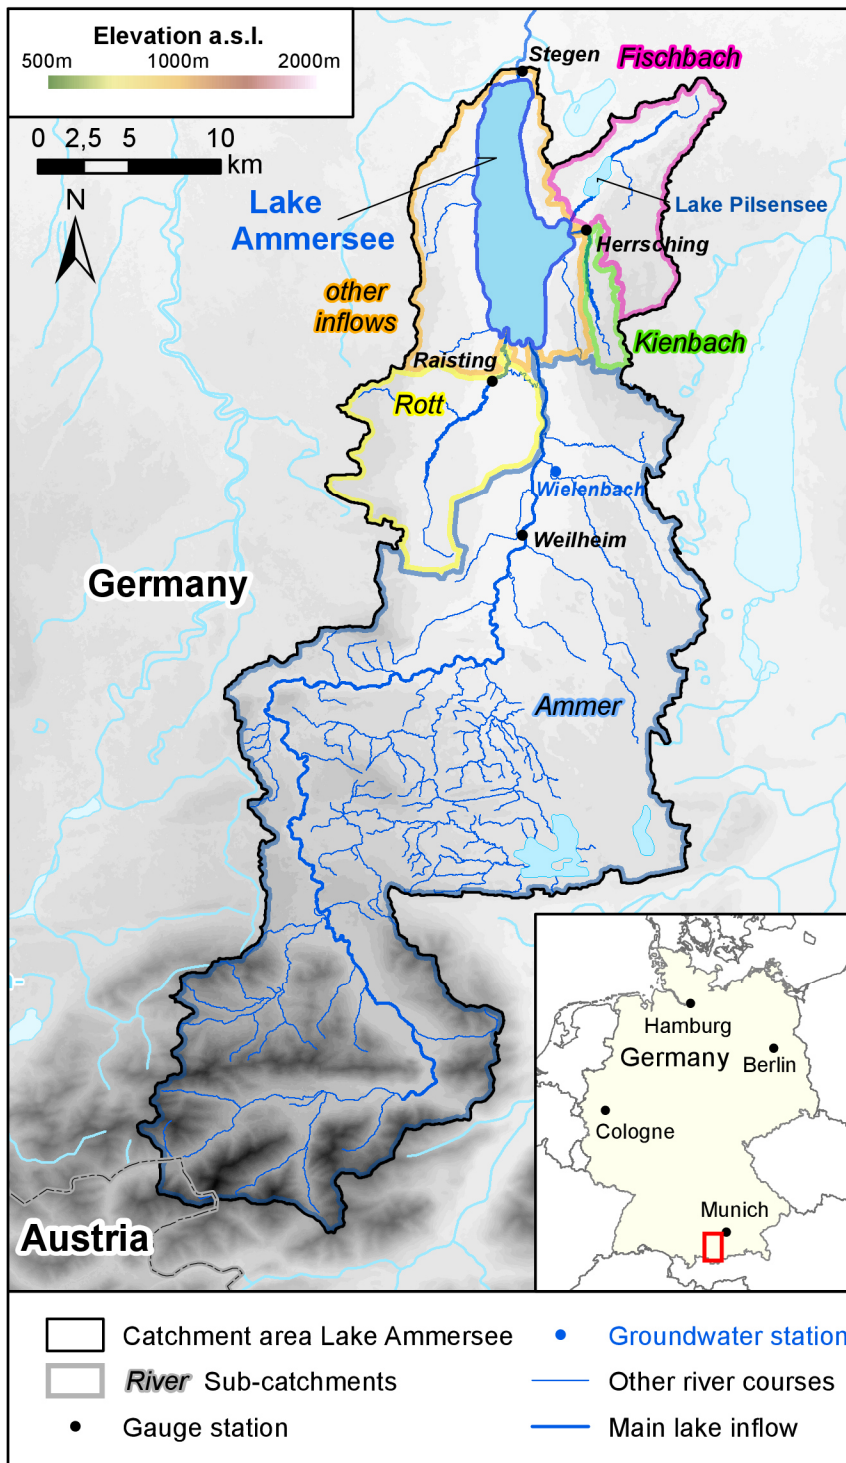 Elevation a.s.l.
500m 1000m 2000m
0 2,5 5 10
km
N
Stegen
Fischbach
Lake
Ammersee
Lake Pilsensee
Herrsching
other
inflows
Kienbach
Raisting
Rott
Wielenbach
Weilheim
Germany
Ammer
Austria
Hamburg
Germany
Berlin
Cologne
Munich
Catchment area Lake Ammersee
River Sub-catchments
Gauge station
Groundwater station
Other river courses
Main lake inflow